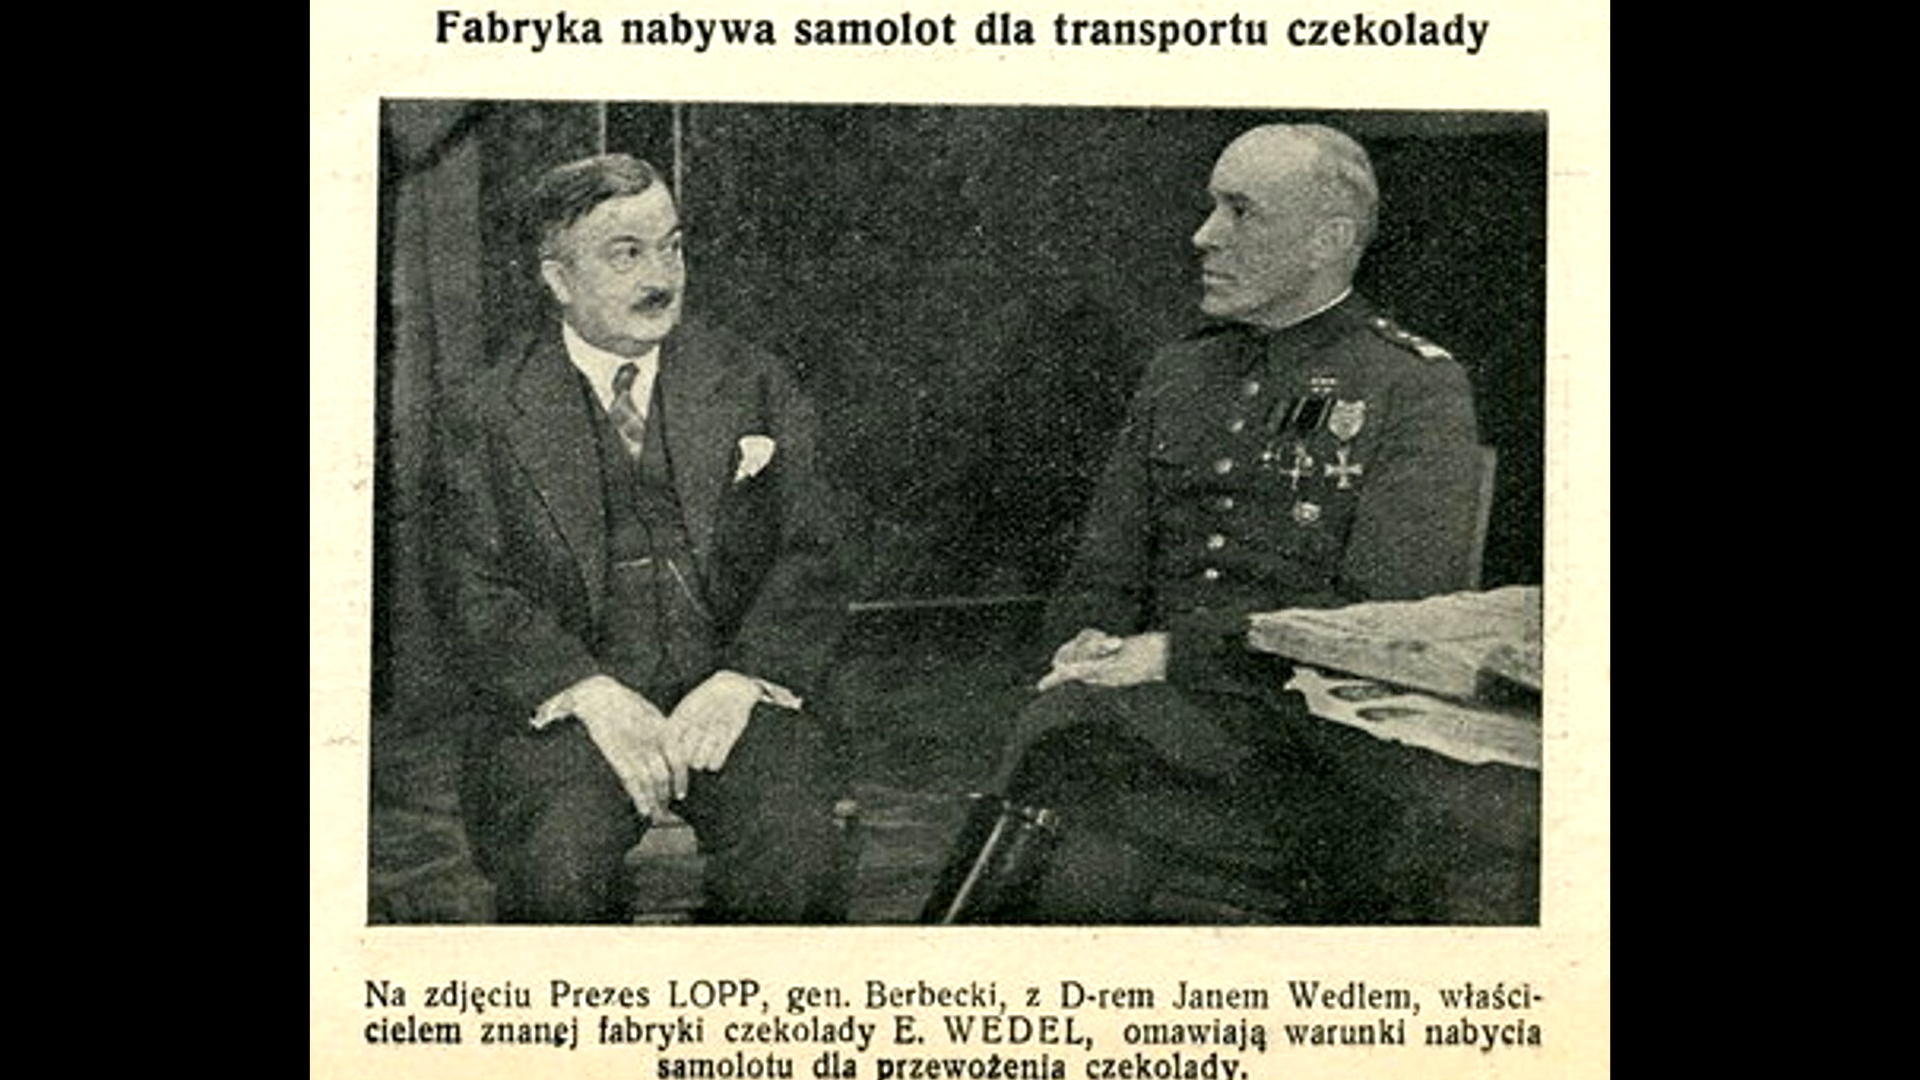 Fabryka nabywa samolot dla transportu czekolady
Na zdjęciu Prezes LOPP, gen. Berbecki, z D-rem Janem Wedlem, właści-
cielem znanej fabryki czekolady E. WEDEL, omawiają warunki nabycia
samolotu dla przewożenia czekolady.